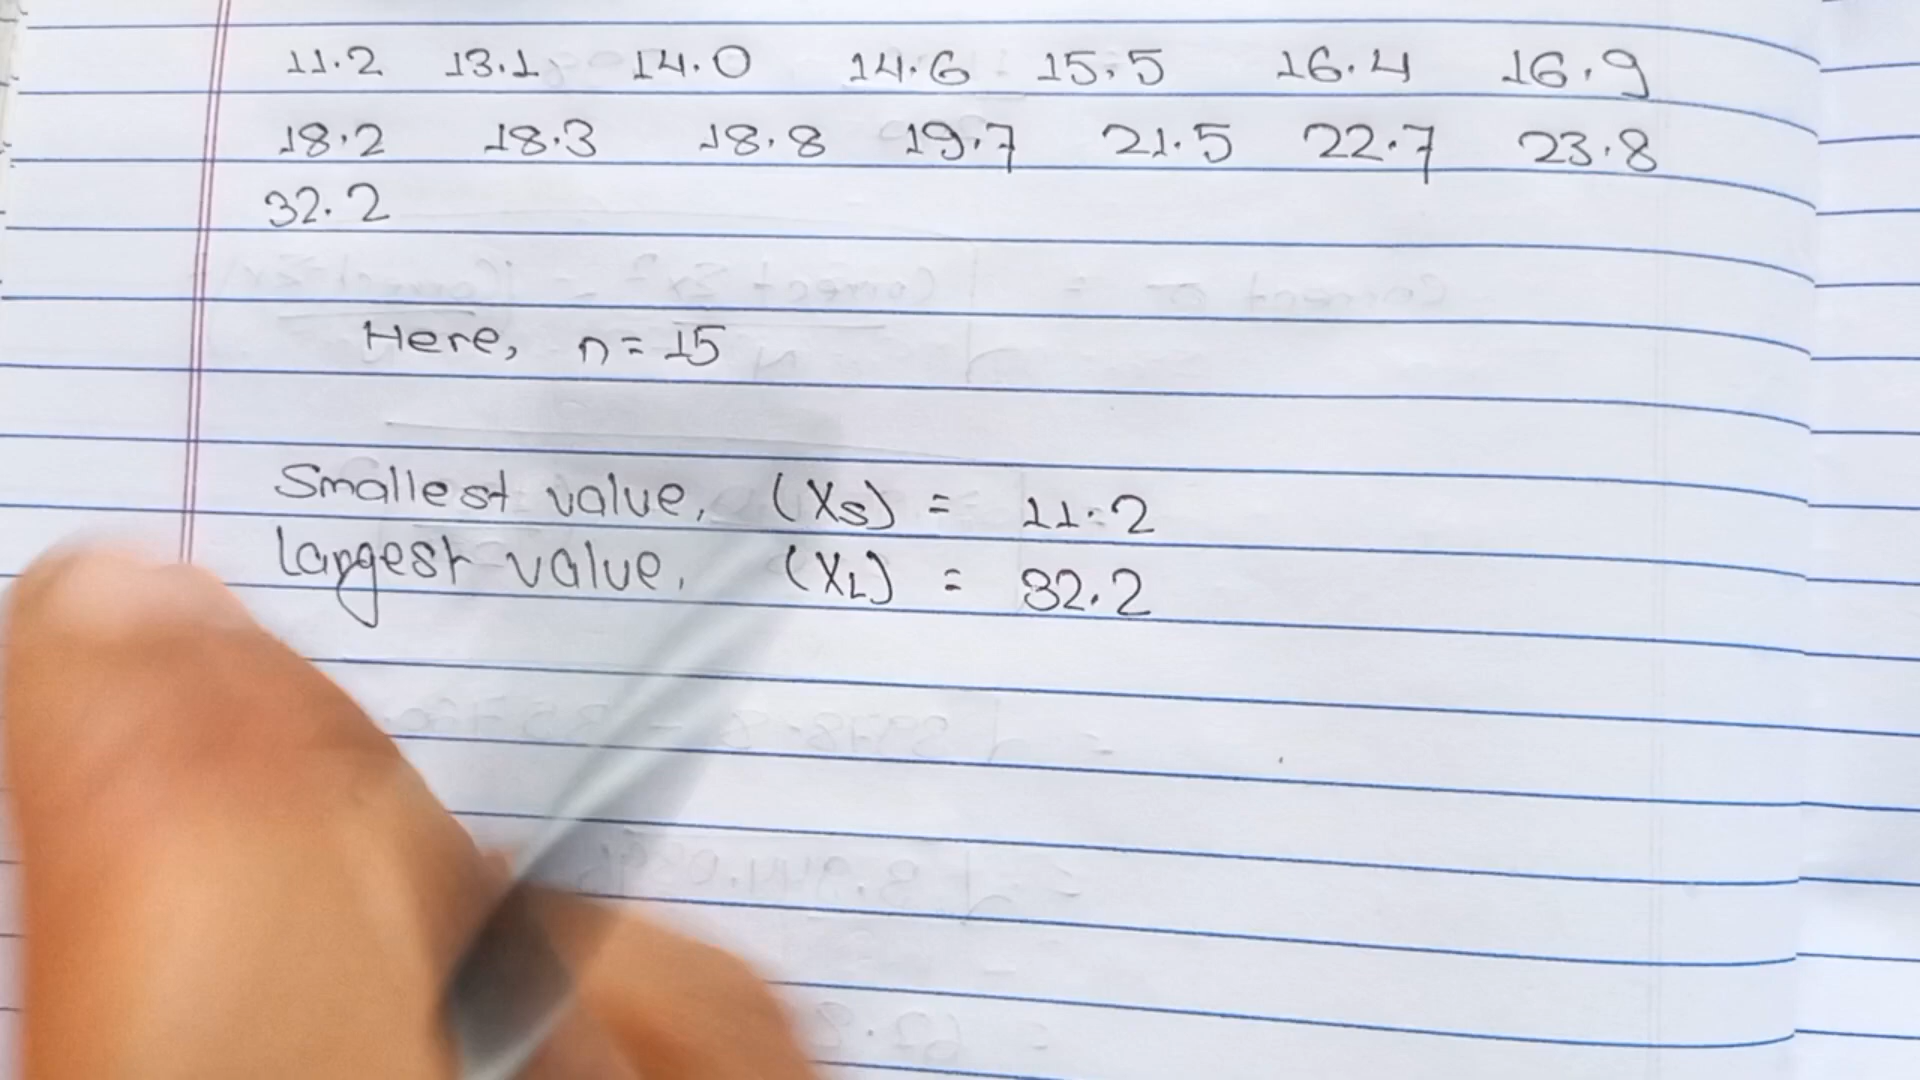 11.2 13.1 14.0 14.6 15.5 16.4 16.9
18.2 18.3 18.8 19.7 21.5 22.7 23.8
32.2
Here, n = 15
Smallest value, (Xs) = 11.2
largest value, (XL) = 32.2